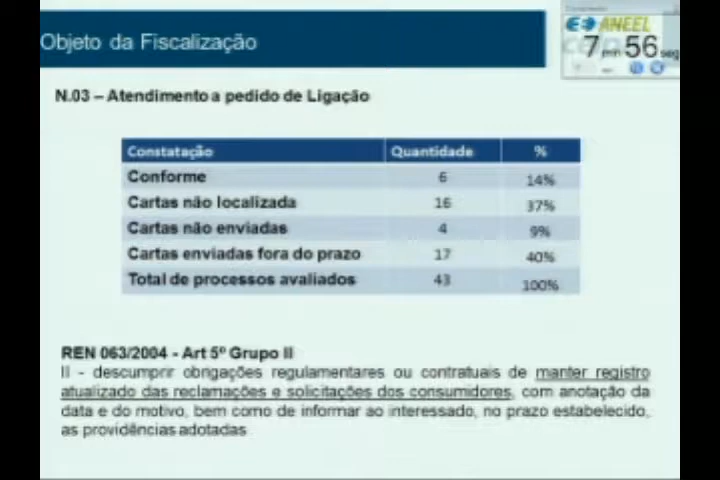 Objeto da Fiscalização
ANEEL
7 min 56 seg
N.03 – Atendimento a pedido de Ligação
Constatação Quantidade %
Conforme 6 14%
Cartas não localizada 16 37%
Cartas não enviadas 4 9%
Cartas enviadas fora do prazo 17 40%
Total de processos avaliados 43 100%
REN 063/2004 - Art 5º Grupo II
II - descumprir obrigações regulamentares ou contratuais de manter registro
atualizado das reclamações e solicitações dos consumidores, com anotação da
data e do motivo, bem como de informar ao interessado, no prazo estabelecido,
as providências adotadas